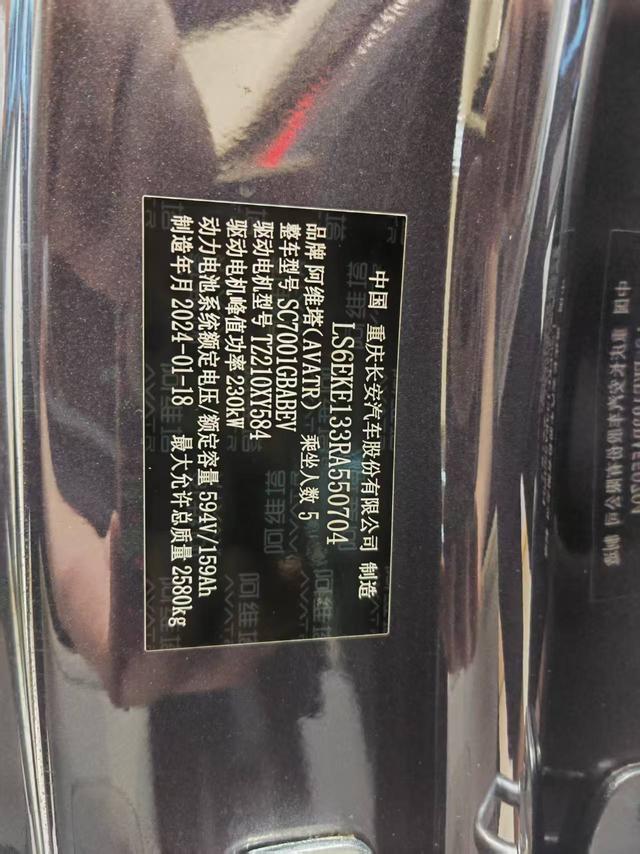 中国 重庆长安汽车股份有限公司 制造
LS6EKE133RA550704
品牌 阿维塔(AVATR) 乘坐人数 5
整车型号 SC7001GBABEV
驱动电机型号 TZ210XY584
驱动电机峰值功率 230kW
动力电池系统额定电压/额定容量 594V/159Ah
制造年月 2024-01-18 最大允许总质量 2580kg